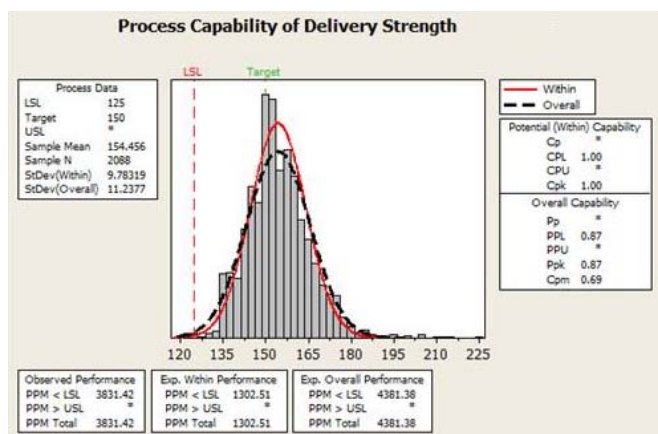 Process Capability of Delivery Strength
LSL
Target
Process Data
LSL 125
Target 150
USL *
Sample Mean 154.456
Sample N 2088
StDev(Within) 9.78319
StDev(Overall) 11.2377
Within
Overall
Potential (Within) Capability
Cp *
CPL 1.00
CPU *
Cpk 1.00
Overall Capability
Pp *
PPL 0.87
PPU *
Ppk 0.87
Cpm 0.69
120 135 150 165 180 195 210 225
Observed Performance
PPM < LSL 3831.42
PPM > USL *
PPM Total 3831.42
Exp. Within Performance
PPM < LSL 1302.51
PPM > USL *
PPM Total 1302.51
Exp. Overall Performance
PPM < LSL 4381.38
PPM > USL *
PPM Total 4381.38